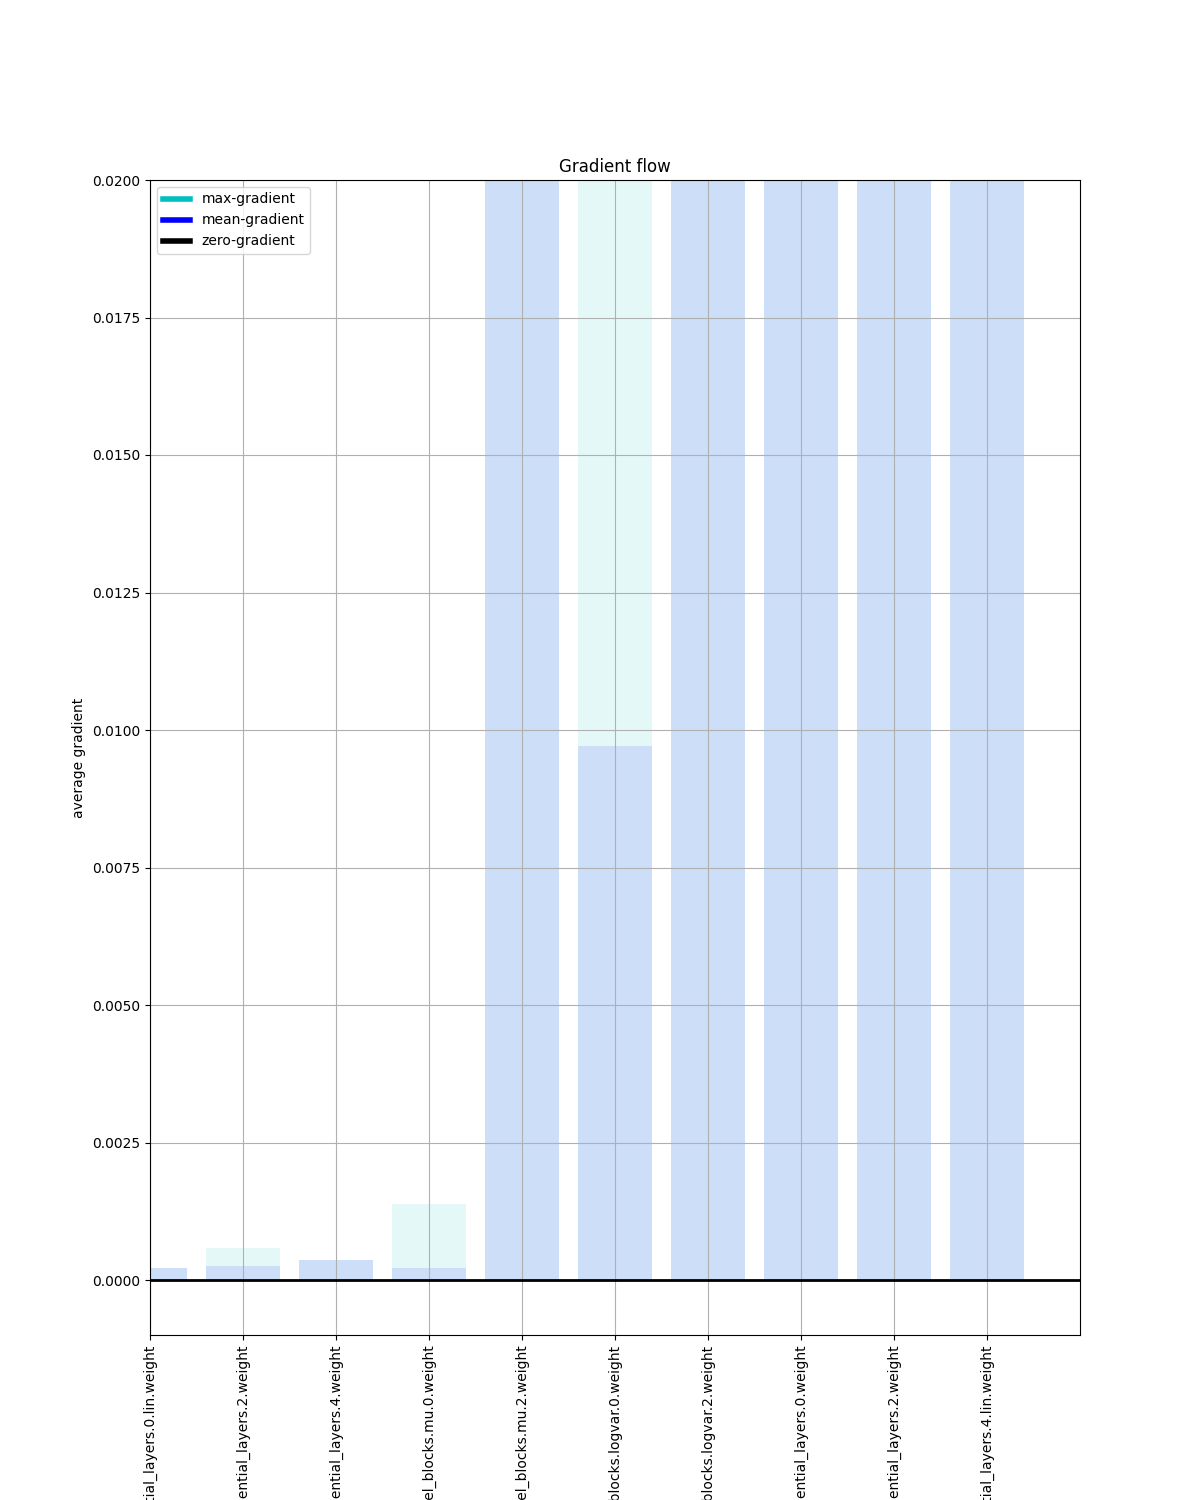 Gradient flow
max-gradient
mean-gradient
zero-gradient
0.0200
0.0175
0.0150
0.0125
0.0100
0.0075
0.0050
0.0025
0.0000
average gradient
tial_layers.0.lin.weight
ential_layers.2.weight
ential_layers.4.weight
el_blocks.mu.0.weight
el_blocks.mu.2.weight
blocks.logvar.0.weight
blocks.logvar.2.weight
ential_layers.0.weight
ential_layers.2.weight
tial_layers.4.lin.weight